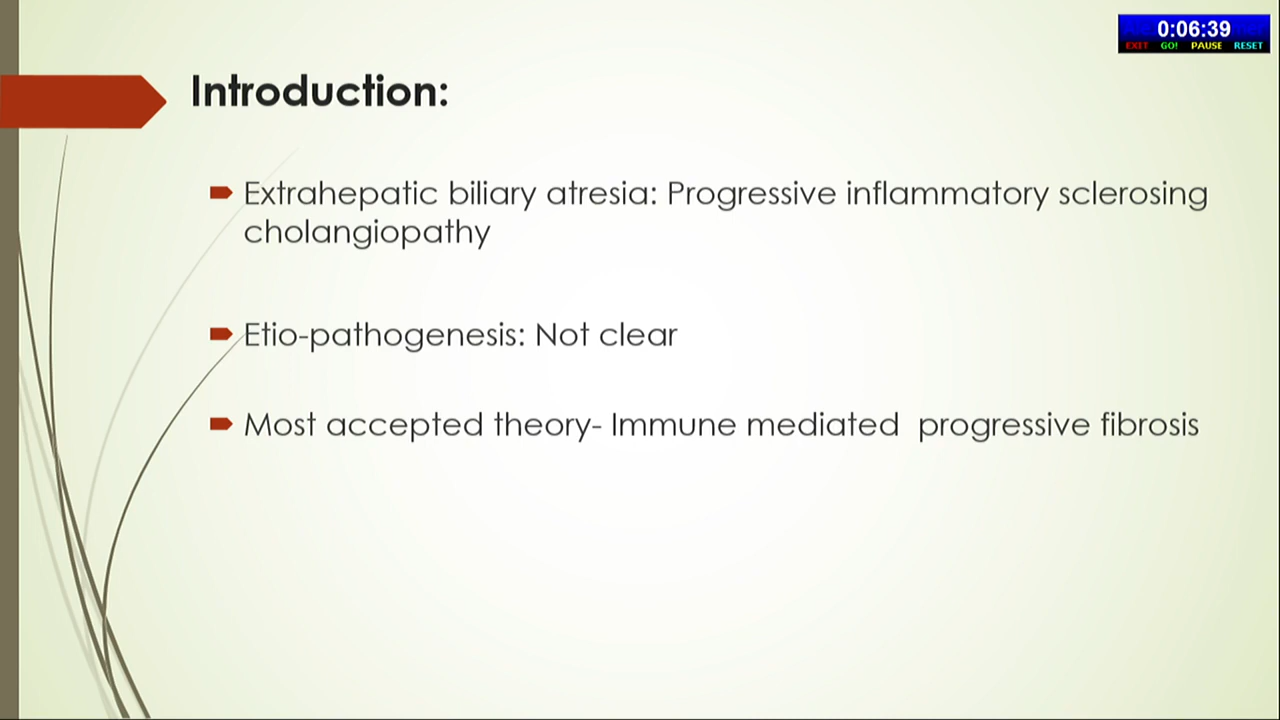 0:06:39
EXIT GO! PAUSE RESET
Introduction:
Extrahepatic biliary atresia: Progressive inflammatory sclerosing
cholangiopathy
Etio-pathogenesis: Not clear
Most accepted theory- Immune mediated  progressive fibrosis